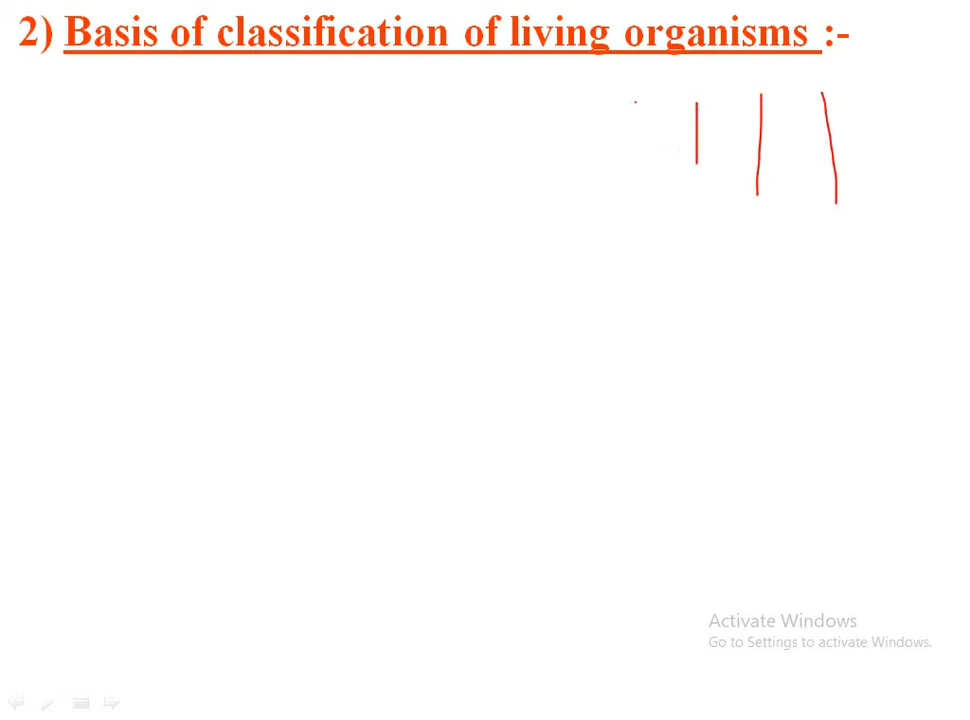 2) Basis of classification of living organisms :-
Activate Windows
Go to Settings to activate Windows.